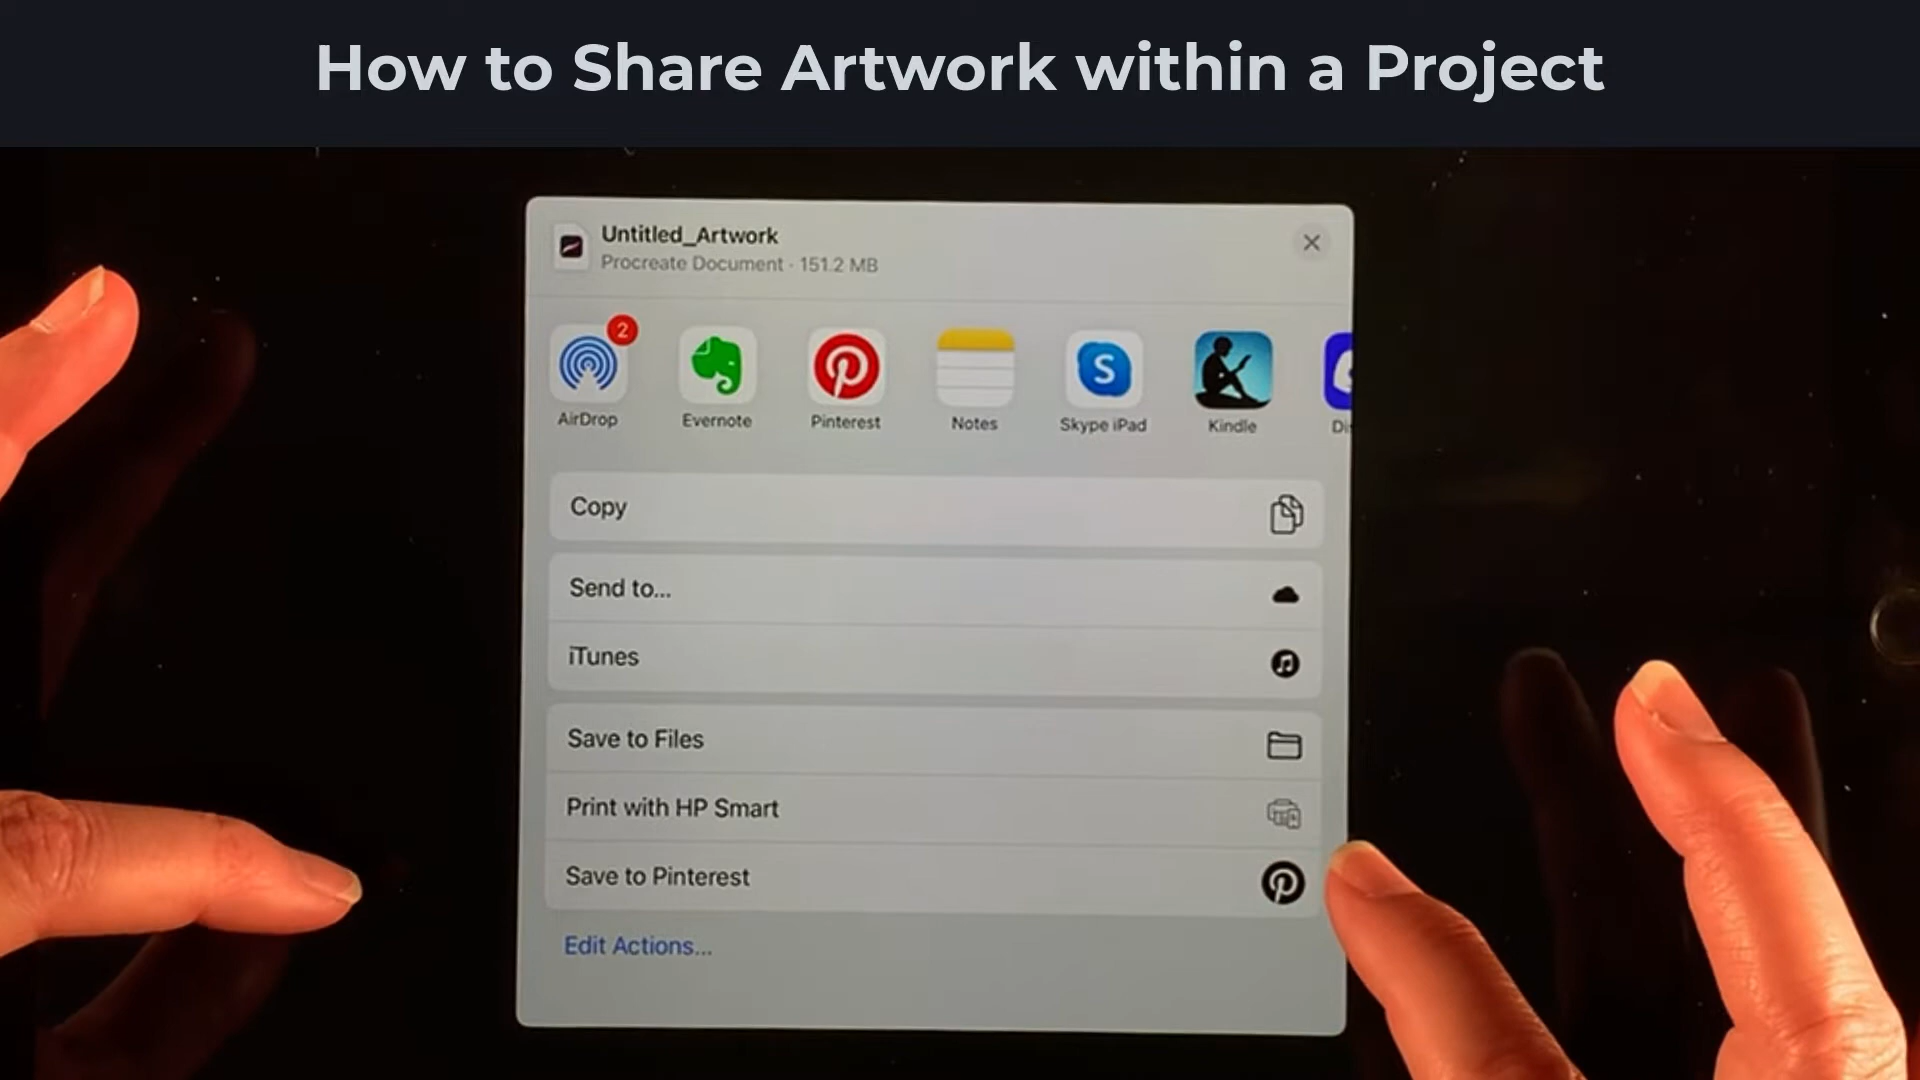 How to Share Artwork within a Project
Untitled_Artwork
Procreate Document · 151.2 MB
2
AirDrop
Evernote
Pinterest
Notes
S
Skype iPad
Kindle
Copy
Send to...
iTunes
Save to Files
Print with HP Smart
Save to Pinterest
Edit Actions...